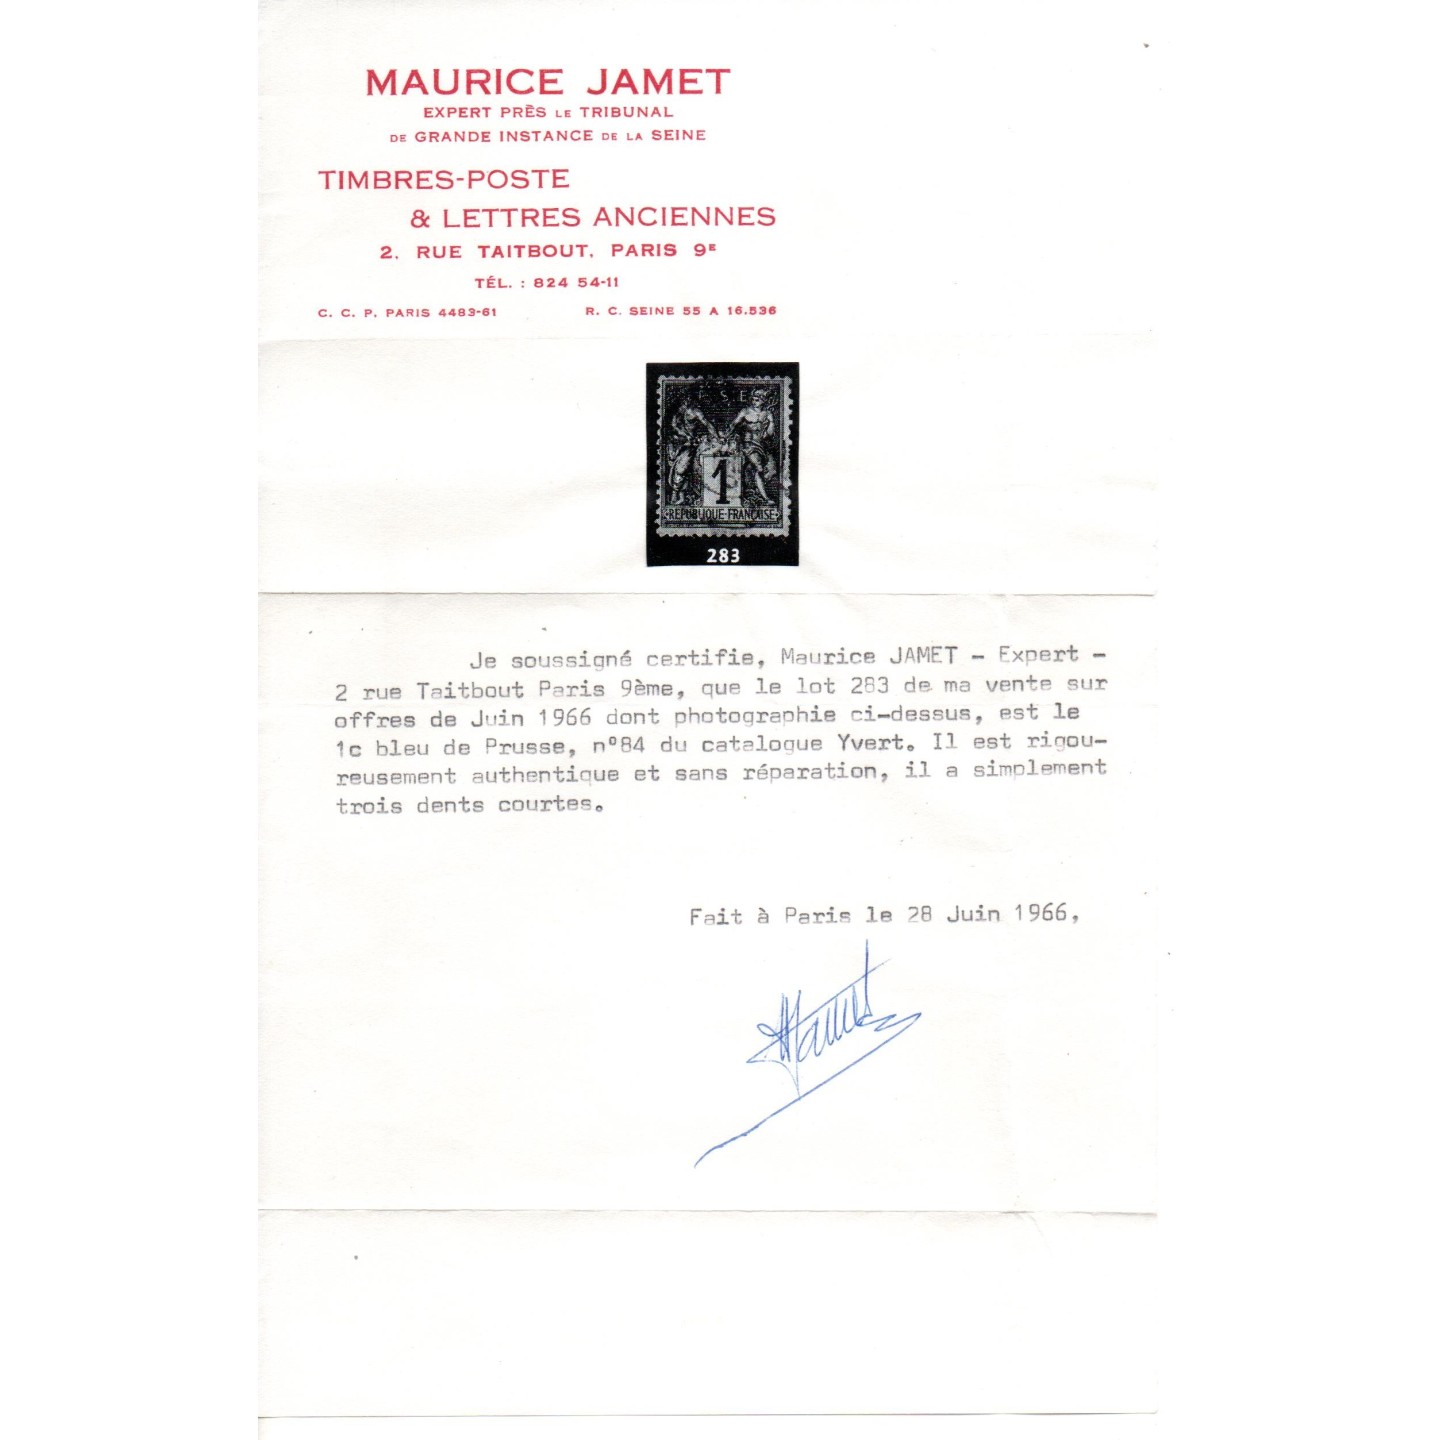 MAURICE JAMET
EXPERT PRÈS LE TRIBUNAL
DE GRANDE INSTANCE DE LA SEINE
TIMBRES-POSTE
& LETTRES ANCIENNES
2, RUE TAITBOUT, PARIS 9E
TÉL. : 824 54-11
C. C. P. PARIS 4483-61 R. C. SEINE 55 A 16.536
1
REPUBLIQUE FRANCAISE
283
Je soussigné certifie, Maurice JAMET - Expert -
2 rue Taitbout Paris 9ème, que le lot 283 de ma vente sur
offres de Juin 1966 dont photographie ci-dessus, est le
1c bleu de Prusse, n°84 du catalogue Yvert. Il est rigou-
reusement authentique et sans réparation, il a simplement
trois dents courtes.
Fait à Paris le 28 Juin 1966,
Jamet